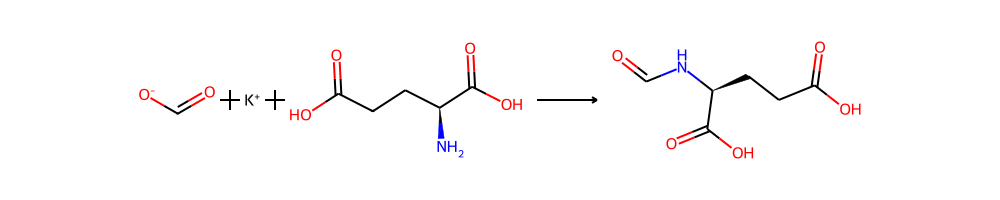 O⁻ O + K⁺ + O HO O OH NH₂ → O H N O OH O OH